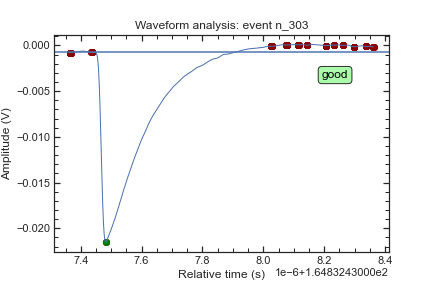 Waveform analysis: event n_303
0.000
−0.005
−0.010
−0.015
−0.020
Amplitude (V)
good
7.4
7.6
7.8
8.0
8.2
8.4
Relative time (s)
1e−6+1.6483243000e2